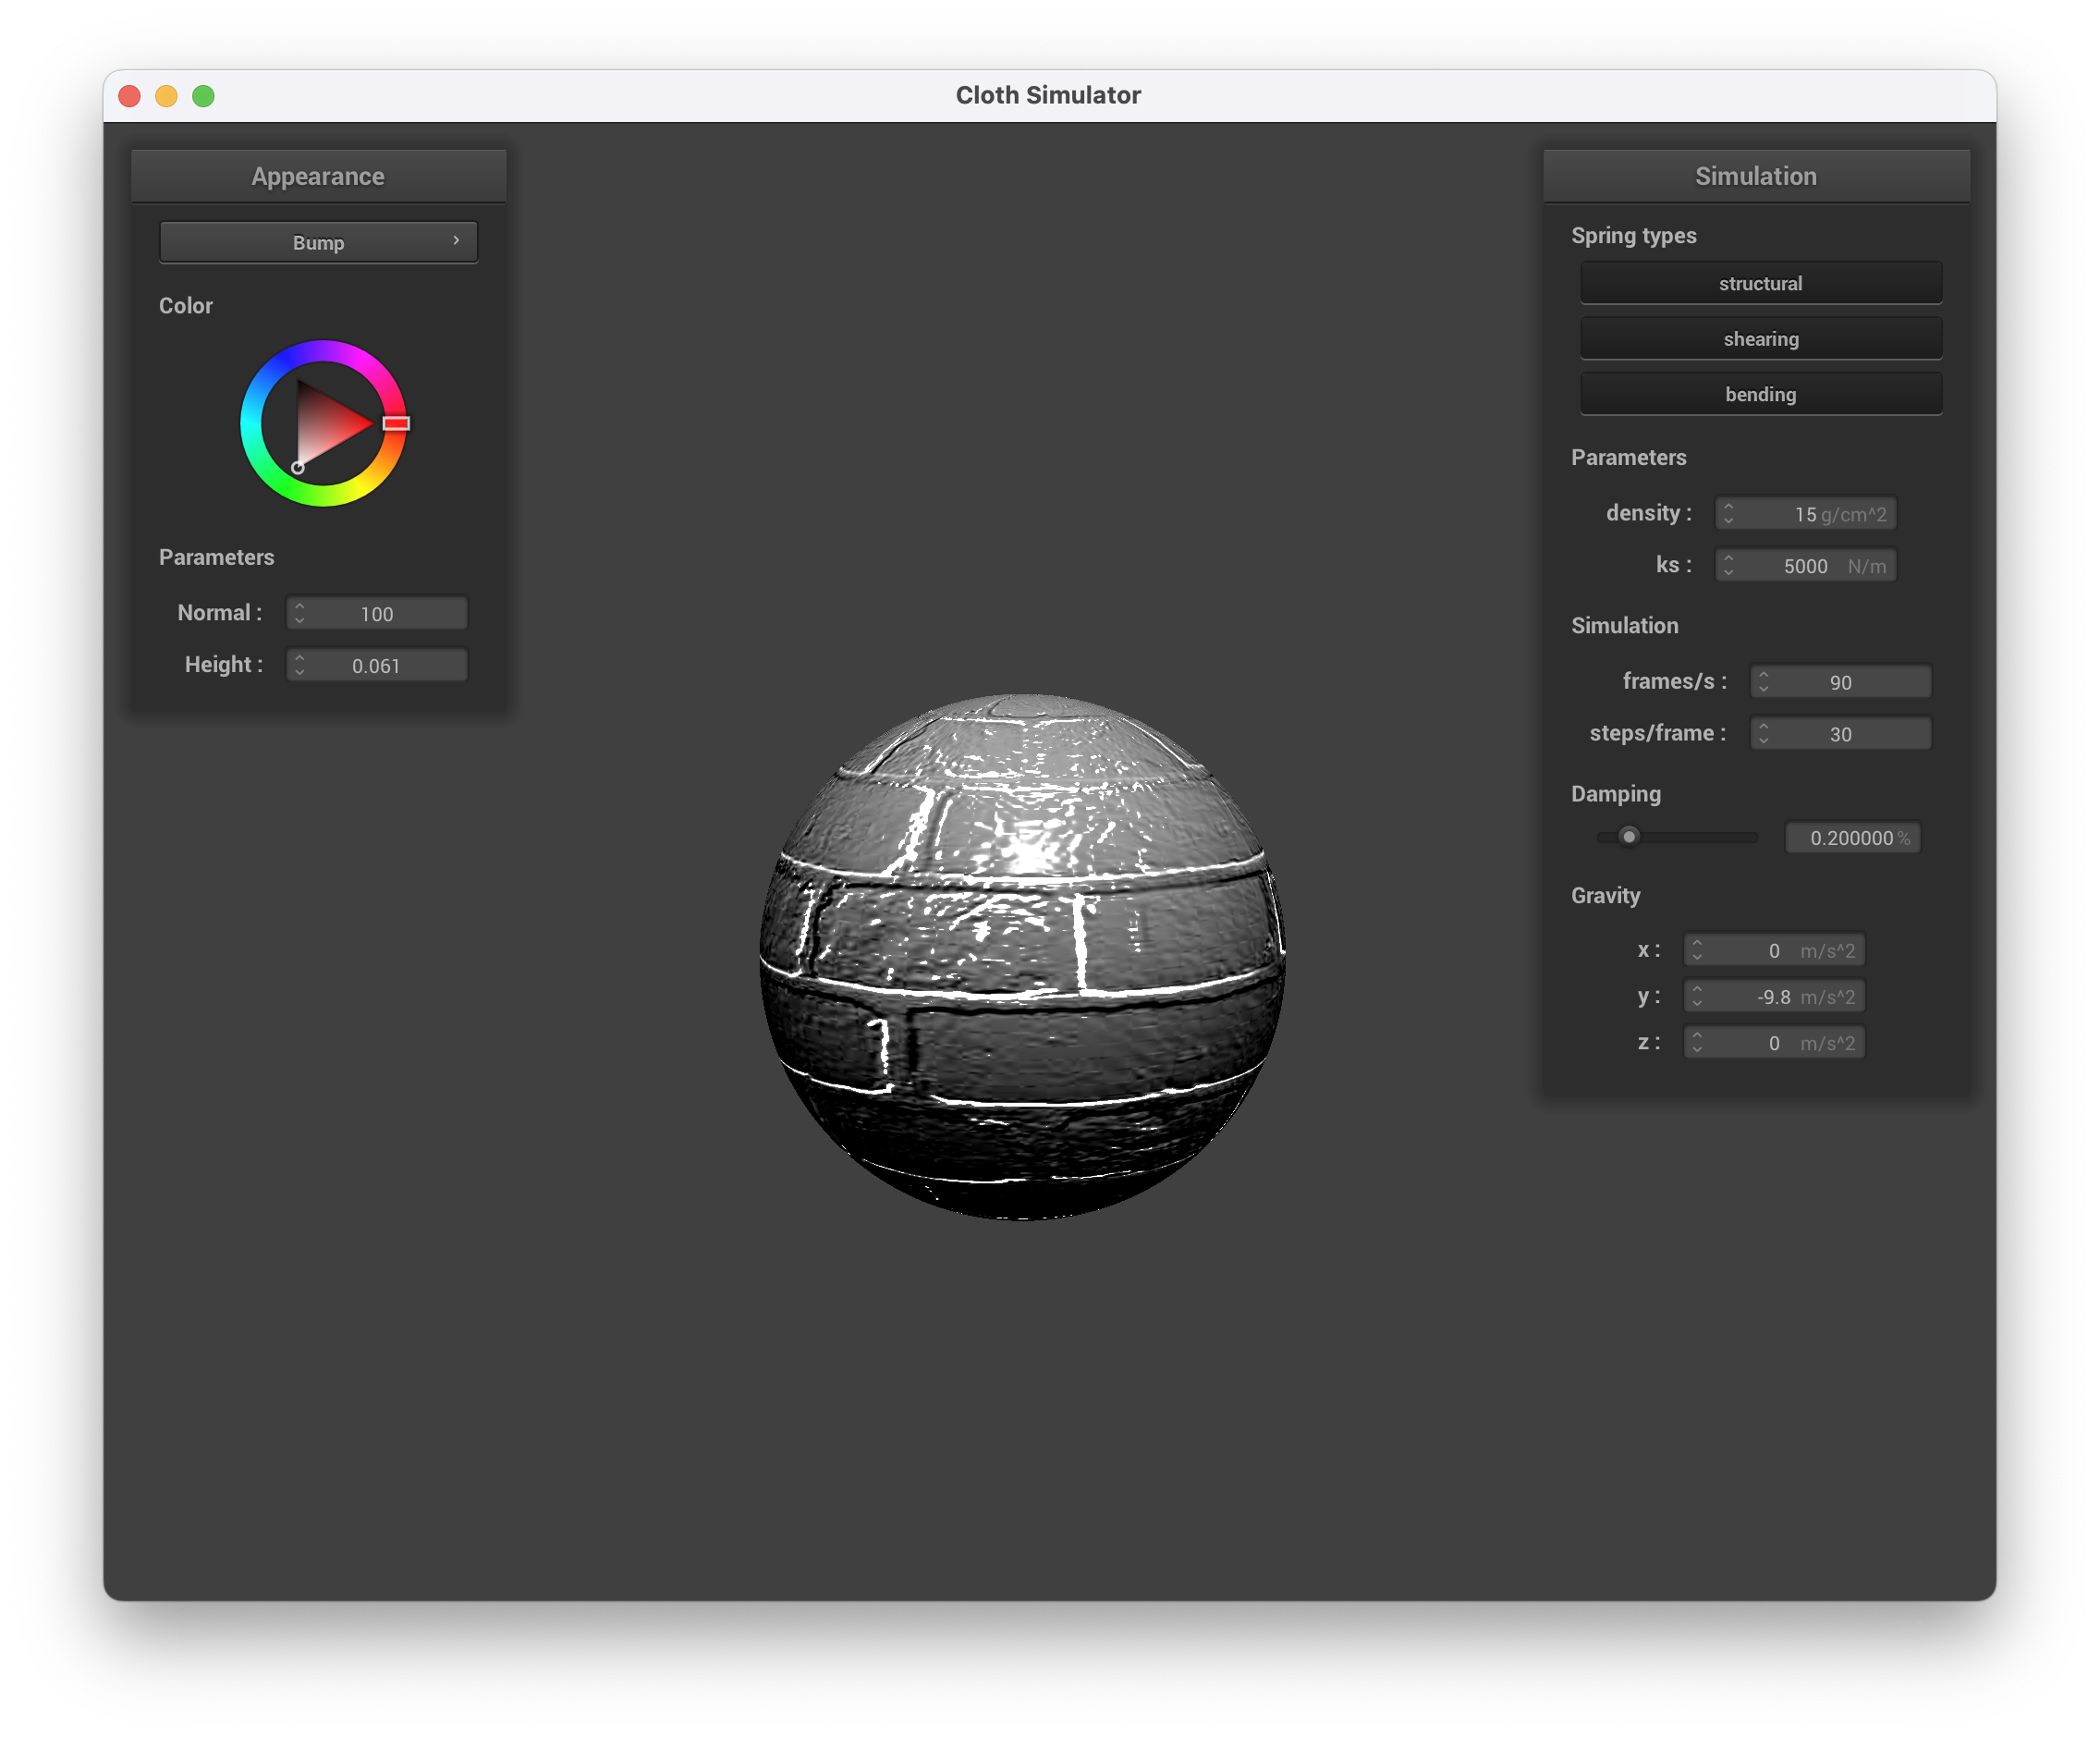 Cloth Simulator
Appearance
Bump
Color
Parameters
Normal : 100
Height : 0.061
Simulation
Spring types
structural
shearing
bending
Parameters
density : 15 g/cm^2
ks : 5000 N/m
Simulation
frames/s : 90
steps/frame : 30
Damping
0.200000 %
Gravity
x : 0 m/s^2
y : -9.8 m/s^2
z : 0 m/s^2